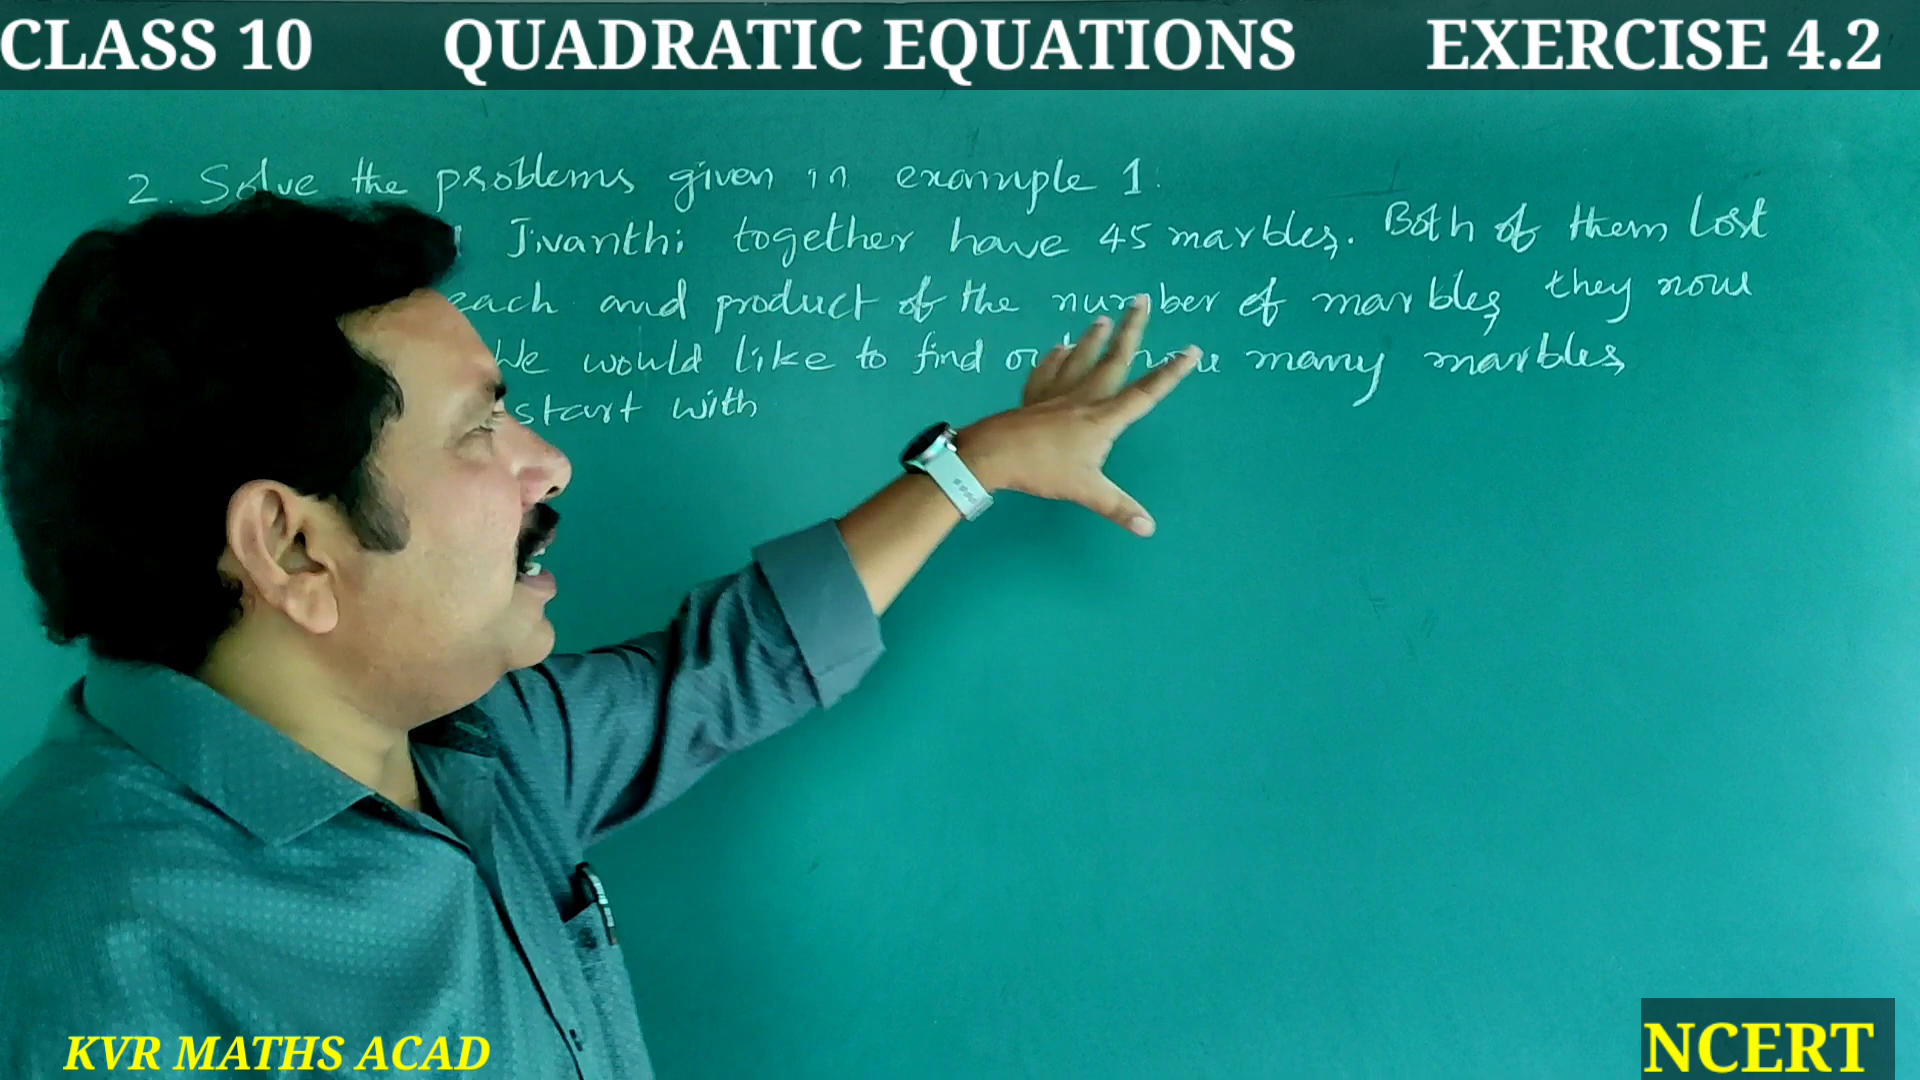 CLASS 10 QUADRATIC EQUATIONS EXERCISE 4.2
2. Solve the problems given in example 1.
Jivanthi together have 45 marbles. Both of them lost
each and product of the number of marbles they now
We would like to find out how many marbles
start with
KVR MATHS ACAD
NCERT